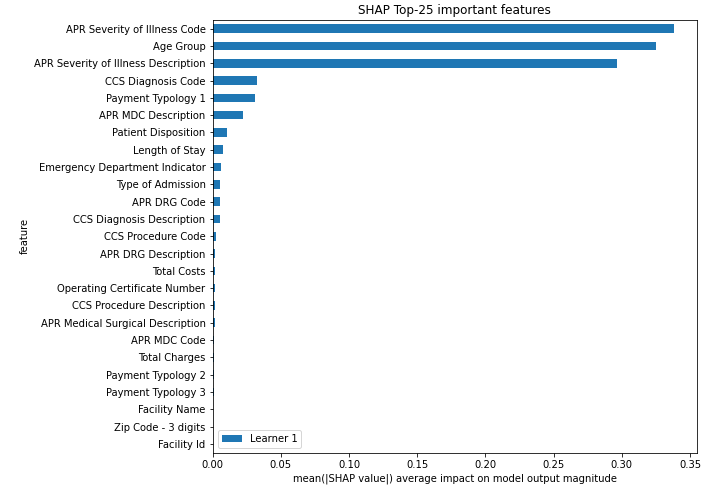 SHAP Top-25 important features
APR Severity of Illness Code
Age Group
APR Severity of Illness Description
CCS Diagnosis Code
Payment Typology 1
APR MDC Description
Patient Disposition
Length of Stay
Emergency Department Indicator
Type of Admission
APR DRG Code
CCS Diagnosis Description
CCS Procedure Code
APR DRG Description
Total Costs
Operating Certificate Number
CCS Procedure Description
APR Medical Surgical Description
APR MDC Code
Total Charges
Payment Typology 2
Payment Typology 3
Facility Name
Zip Code - 3 digits
Facility Id
feature
Learner 1
0.00 0.05 0.10 0.15 0.20 0.25 0.30 0.35
mean(|SHAP value|) average impact on model output magnitude